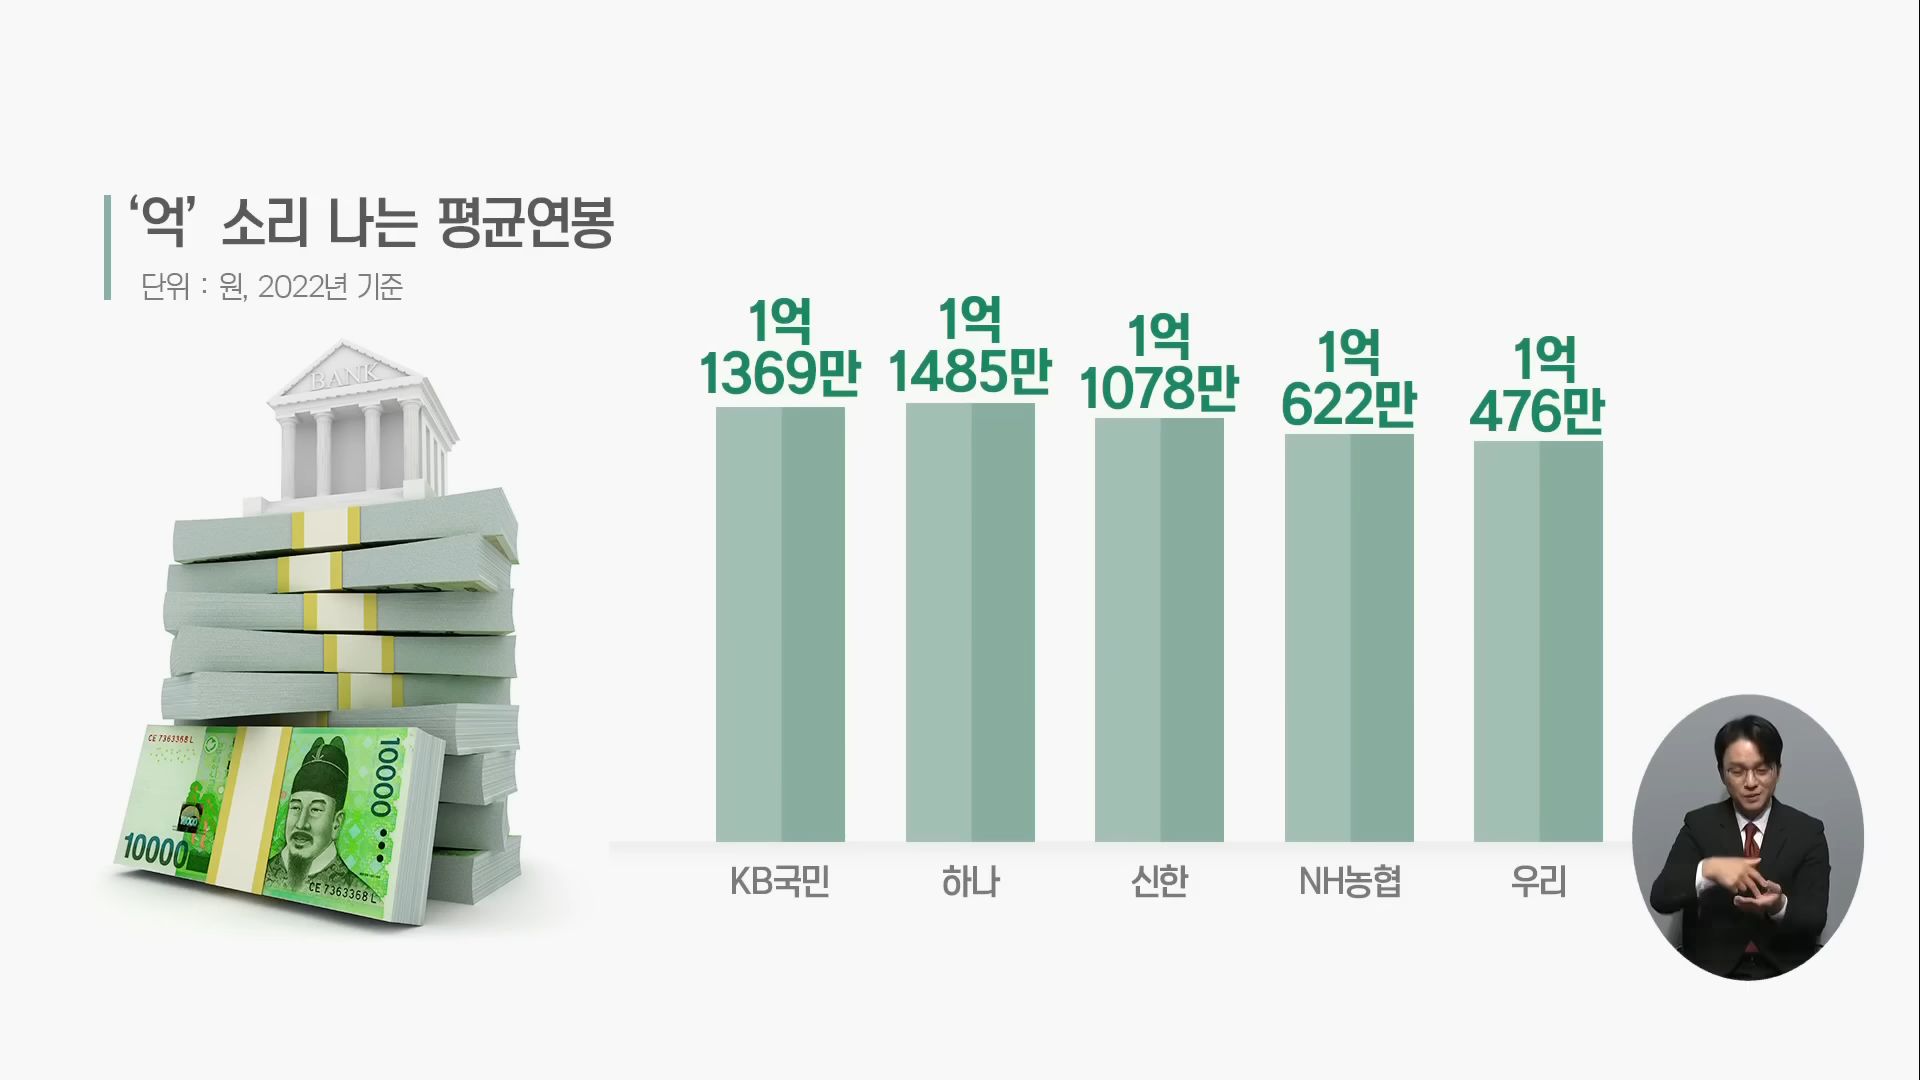 ‘억’ 소리 나는 평균연봉
단위 : 원, 2022년 기준
1억
1369만
1억
1485만
1억
1078만
1억
622만
1억
476만
KB국민
하나
신한
NH농협
우리
BANK
CE 7363368 L
10000
10000
CE 7363368 L